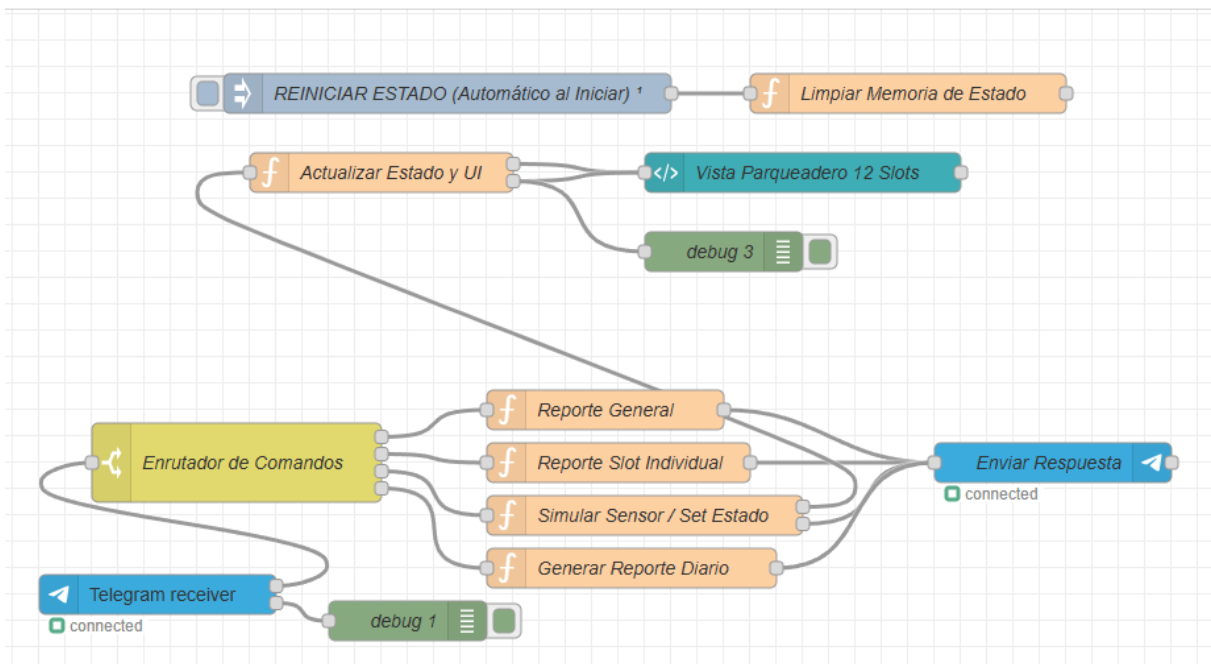 REINICIAR ESTADO (Automático al Iniciar) ¹
Limpiar Memoria de Estado
Actualizar Estado y UI
Vista Parqueadero 12 Slots
debug 3
Reporte General
Enrutador de Comandos
Reporte Slot Individual
Enviar Respuesta
connected
Simular Sensor / Set Estado
Generar Reporte Diario
Telegram receiver
connected
debug 1